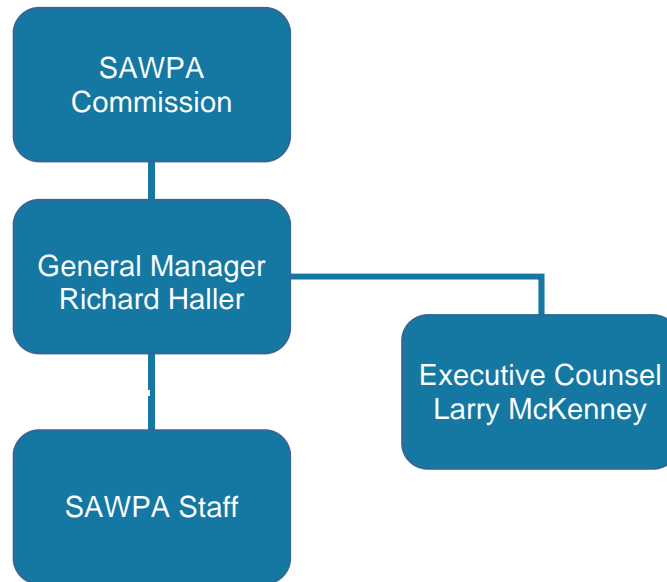 SAWPA
Commission
General Manager
Richard Haller
Executive Counsel
Larry McKenney
SAWPA Staff